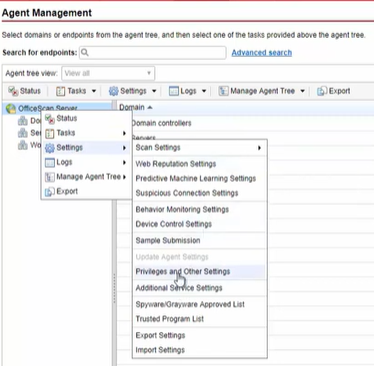 Agent Management
Select domains or endpoints from the agent tree, and then select one of the tasks provided above the agent tree.
Search for endpoints:
Advanced search
Agent tree view: View all
Status Tasks Settings Logs Manage Agent Tree Export
OfficeScan Server
Domain
Do
Domain controllers
Ser
Servers
Wo
Status
Tasks
Settings
Logs
Manage Agent Tree
Export
Scan Settings
Web Reputation Settings
Predictive Machine Learning Settings
Suspicious Connection Settings
Behavior Monitoring Settings
Device Control Settings
Sample Submission
Update Agent Settings
Privileges and Other Settings
Additional Service Settings
Spyware/Grayware Approved List
Trusted Program List
Export Settings
Import Settings